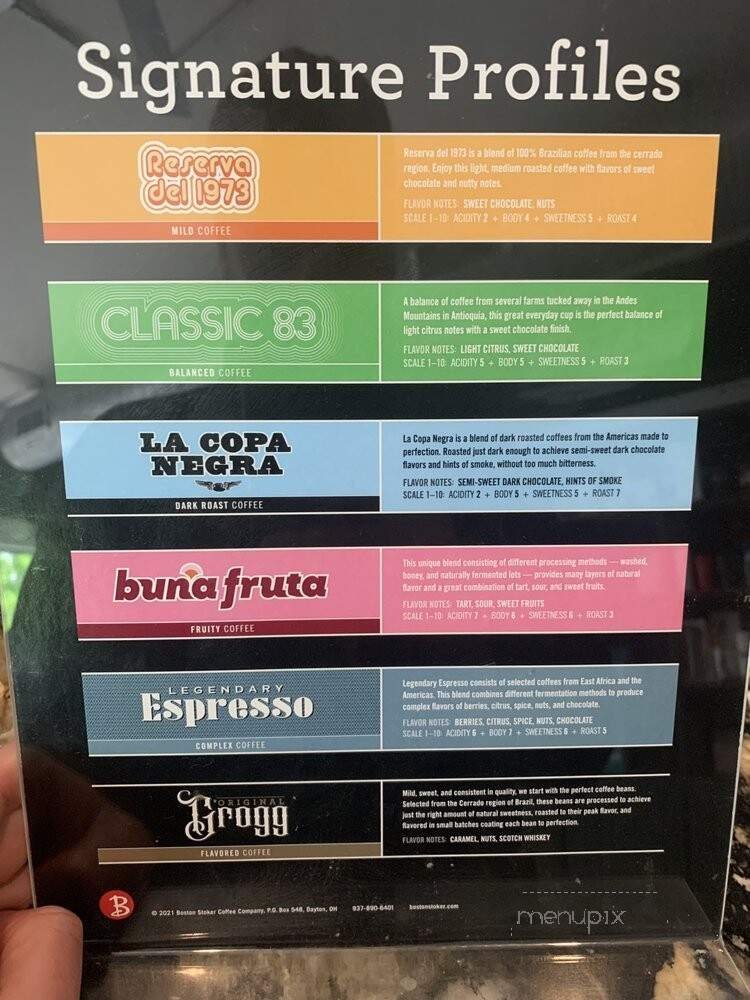 Signature Profiles
Reserva
del 1973
MILD COFFEE
Reserva del 1973 is a blend of 100% Brazilian coffee from the cerrado
region. Enjoy this light, medium roasted coffee with flavors of sweet
chocolate and nutty notes.
FLAVOR NOTES: SWEET CHOCOLATE, NUTS
SCALE 1–10: ACIDITY 2 + BODY 4 + SWEETNESS 5 + ROAST 4
CLASSIC 83
BALANCED COFFEE
A balance of coffee from several farms tucked away in the Andes
Mountains in Antioquia, this great everyday cup is the perfect balance of
light citrus notes with a sweet chocolate finish.
FLAVOR NOTES: LIGHT CITRUS, SWEET CHOCOLATE
SCALE 1–10: ACIDITY 5 + BODY 5 + SWEETNESS 5 + ROAST 3
LA COPA
NEGRA
DARK ROAST COFFEE
La Copa Negra is a blend of dark roasted coffees from the Americas made to
perfection. Roasted just dark enough to achieve semi-sweet dark chocolate
flavors and hints of smoke, without too much bitterness.
FLAVOR NOTES: SEMI-SWEET DARK CHOCOLATE, HINTS OF SMOKE
SCALE 1–10: ACIDITY 2 + BODY 5 + SWEETNESS 5 + ROAST 7
buna fruta
FRUITY COFFEE
This unique blend consisting of different processing methods — washed,
honey, and naturally fermented lots — provides many layers of natural
flavor and a great combination of tart, sour, and sweet fruits.
FLAVOR NOTES: TART, SOUR, SWEET FRUITS
SCALE 1–10: ACIDITY 7 + BODY 6 + SWEETNESS 6 + ROAST 3
LEGENDARY
Espresso
COMPLEX COFFEE
Legendary Espresso consists of selected coffees from East Africa and the
Americas. This blend combines different fermentation methods to produce
complex flavors of berries, citrus, spice, nuts, and chocolate.
FLAVOR NOTES: BERRIES, CITRUS, SPICE, NUTS, CHOCOLATE
SCALE 1–10: ACIDITY 6 + BODY 7 + SWEETNESS 6 + ROAST 5
ORIGINAL
Grogg
FLAVORED COFFEE
Mild, sweet, and consistent in quality, we start with the perfect coffee beans.
Selected from the Cerrado region of Brazil, these beans are processed to achieve
just the right amount of natural sweetness, roasted to their peak flavor, and
flavored in small batches coating each bean to perfection.
FLAVOR NOTES: CARAMEL, NUTS, SCOTCH WHISKEY
B © 2021 Boston Stoker Coffee Company, P.O. Box 548, Dayton, OH 937-890-6401 bostonstoker.com
menupix